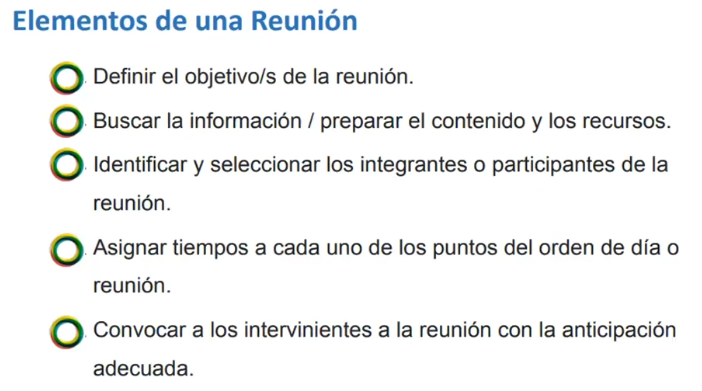 Elementos de una Reunión
Definir el objetivo/s de la reunión.
Buscar la información / preparar el contenido y los recursos.
Identificar y seleccionar los integrantes o participantes de la
reunión.
Asignar tiempos a cada uno de los puntos del orden de día o
reunión.
Convocar a los intervinientes a la reunión con la anticipación
adecuada.